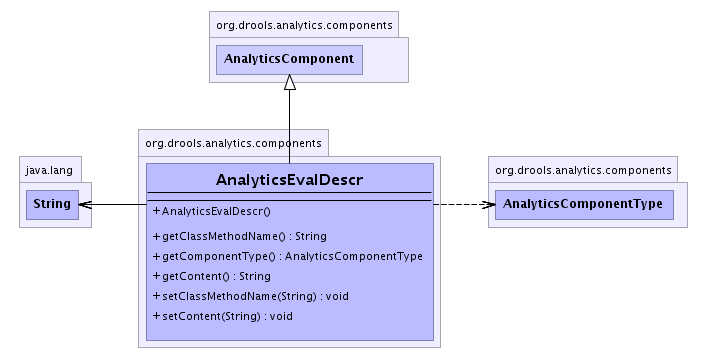 org.drools.analytics.components
AnalyticsComponent
org.drools.analytics.components
AnalyticsEvalDescr
+ AnalyticsEvalDescr()
+ getClassMethodName() : String
+ getComponentType() : AnalyticsComponentType
+ getContent() : String
+ setClassMethodName(String) : void
+ setContent(String) : void
java.lang
String
org.drools.analytics.components
AnalyticsComponentType